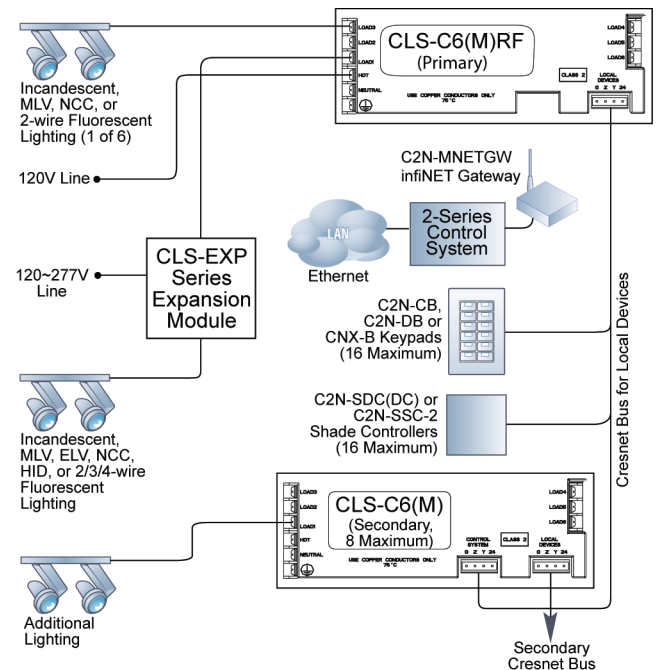 LOAD3
LOAD2
LOAD1
HOT
NEUTRAL
CLS-C6(M)RF
(Primary)
USE COPPER CONDUCTORS ONLY
75°C
CLASS 2
LOAD4
LOAD5
LOAD6
LOCAL
DEVICES
G Z Y 24
Incandescent,
MLV, NCC, or
2-wire Fluorescent
Lighting (1 of 6)
120V Line
CLS-EXP
Series
Expansion
Module
120~277V
Line
C2N-MNETGW
infiNET Gateway
LAN
Ethernet
2-Series
Control
System
C2N-CB,
C2N-DB or
CNX-B Keypads
(16 Maximum)
C2N-SDC(DC) or
C2N-SSC-2
Shade Controllers
(16 Maximum)
Cresnet Bus for Local Devices
Incandescent,
MLV, ELV, NCC,
HID, or 2/3/4-wire
Fluorescent
Lighting
LOAD3
LOAD2
LOAD1
HOT
NEUTRAL
CLS-C6(M)
(Secondary,
8 Maximum)
USE COPPER CONDUCTORS ONLY
75°C
CONTROL
SYSTEM
G Z Y 24
CLASS 2
LOCAL
DEVICES
G Z Y 24
LOAD4
LOAD5
LOAD6
Additional
Lighting
Secondary
Cresnet Bus